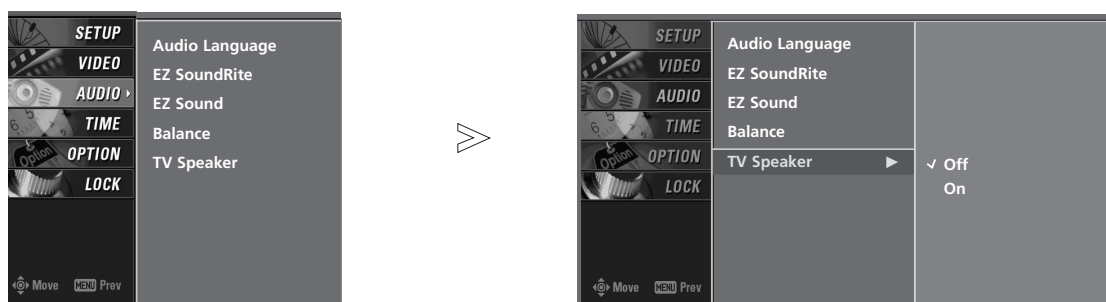 SETUP
VIDEO
AUDIO
TIME
OPTION
LOCK
Audio Language
EZ SoundRite
EZ Sound
Balance
TV Speaker
Move MENU Prev
SETUP
VIDEO
AUDIO
TIME
OPTION
LOCK
Audio Language
EZ SoundRite
EZ Sound
Balance
TV Speaker ▶
✓ Off
On
Move MENU Prev